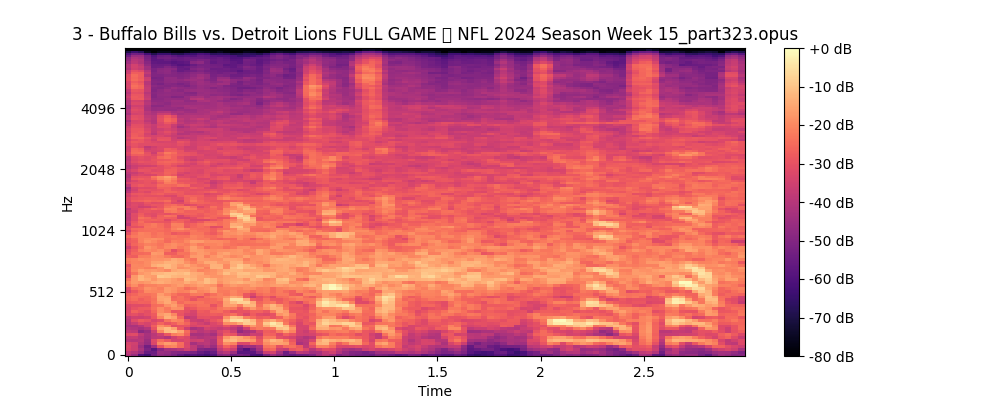 3 - Buffalo Bills vs. Detroit Lions FULL GAME ▯ NFL 2024 Season Week 15_part323.opus
+0 dB
4096
-10 dB
-20 dB
2048
-30 dB
Hz
1024
-40 dB
-50 dB
512
-60 dB
-70 dB
0
-80 dB
0 0.5 1 1.5 2 2.5
Time